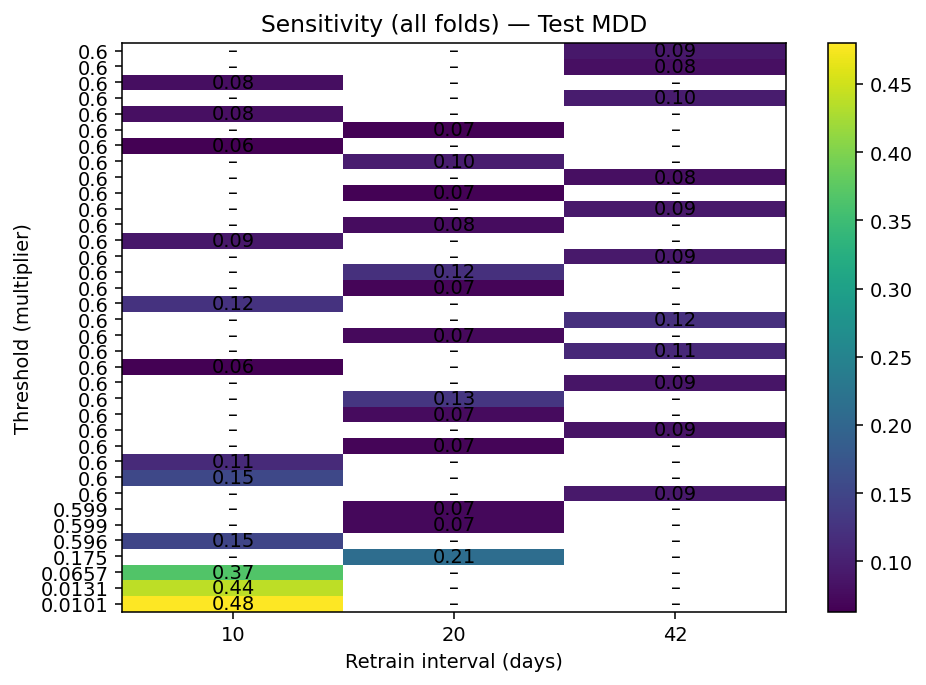 Sensitivity (all folds) — Test MDD
Threshold (multiplier)
0.6 – – 0.09
0.6 – – 0.08
0.6 0.08 – –
0.6 – – 0.10
0.6 0.08 – –
0.6 – 0.07 –
0.6 0.06 – –
0.6 – 0.10 –
0.6 – – 0.08
0.6 – 0.07 –
0.6 – – 0.09
0.6 – 0.08 –
0.6 0.09 – –
0.6 – – 0.09
0.6 – 0.12 –
0.6 – 0.07 –
0.6 0.12 – –
0.6 – – 0.12
0.6 – 0.07 –
0.6 – – 0.11
0.6 0.06 – –
0.6 – – 0.09
0.6 – 0.13 –
0.6 – 0.07 –
0.6 – – 0.09
0.6 – 0.07 –
0.6 0.11 – –
0.6 0.15 – –
0.6 – – 0.09
0.599 – 0.07 –
0.599 – 0.07 –
0.596 0.15 – –
0.175 – 0.21 –
0.0657 0.37 – –
0.0131 0.44 – –
0.0101 0.48 – –
10 20 42
Retrain interval (days)
0.45
0.40
0.35
0.30
0.25
0.20
0.15
0.10